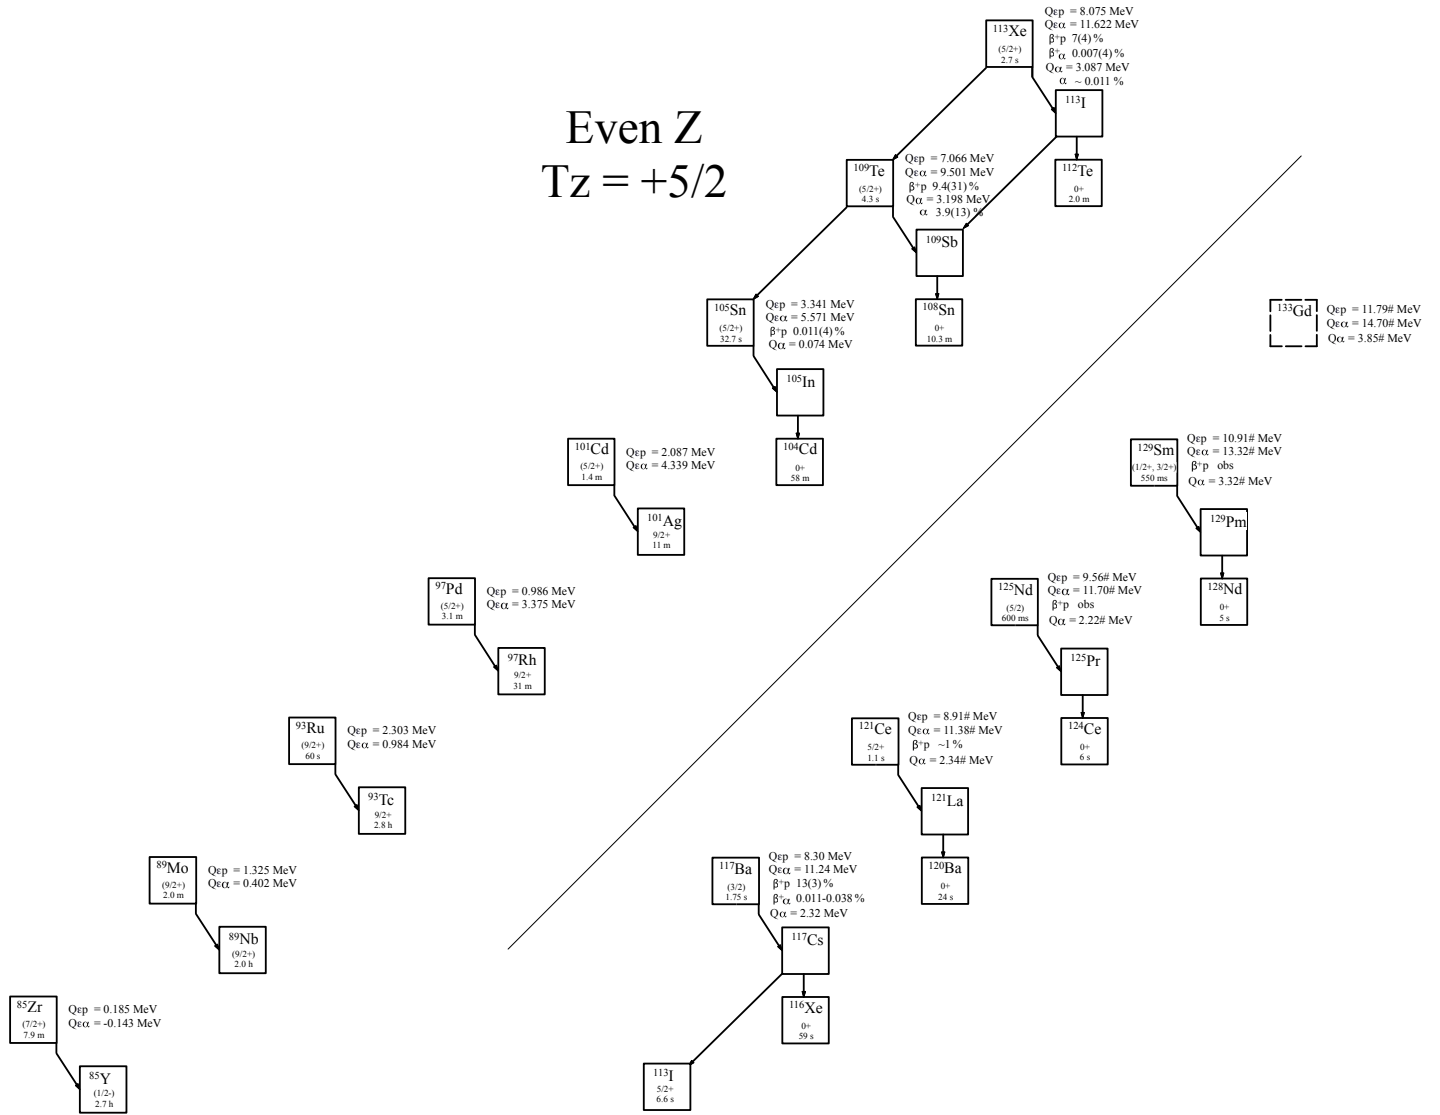 Even Z
Tz = +5/2
¹¹³Xe
(5/2+)
2.7 s
Qεp = 8.075 MeV
Qεα = 11.622 MeV
β⁺p 7(4) %
β⁺α 0.007(4) %
Qα = 3.087 MeV
α ~ 0.011 %
¹¹³I
¹¹²Te
0+
2.0 m
¹⁰⁹Te
(5/2+)
4.3 s
Qεp = 7.066 MeV
Qεα = 9.501 MeV
β⁺p 9.4(31) %
Qα = 3.198 MeV
α 3.9(13) %
¹⁰⁹Sb
¹⁰⁸Sn
0+
10.3 m
¹⁰⁵Sn
(5/2+)
32.7 s
Qεp = 3.341 MeV
Qεα = 5.571 MeV
β⁺p 0.011(4) %
Qα = 0.074 MeV
¹⁰⁵In
¹⁰⁴Cd
0+
58 m
¹⁰¹Cd
(5/2+)
1.4 m
Qεp = 2.087 MeV
Qεα = 4.339 MeV
¹⁰¹Ag
9/2+
11 m
⁹⁷Pd
(5/2+)
3.1 m
Qεp = 0.986 MeV
Qεα = 3.375 MeV
⁹⁷Rh
9/2+
31 m
⁹³Ru
(9/2+)
60 s
Qεp = 2.303 MeV
Qεα = 0.984 MeV
⁹³Tc
9/2+
2.8 h
⁸⁹Mo
(9/2+)
2.0 m
Qεp = 1.325 MeV
Qεα = 0.402 MeV
⁸⁹Nb
(9/2+)
2.0 h
⁸⁵Zr
(7/2+)
7.9 m
Qεp = 0.185 MeV
Qεα = -0.143 MeV
⁸⁵Y
(1/2-)
2.7 h
¹³³Gd
Qεp = 11.79# MeV
Qεα = 14.70# MeV
Qα = 3.85# MeV
¹²⁹Sm
(1/2+, 3/2+)
550 ms
Qεp = 10.91# MeV
Qεα = 13.32# MeV
β⁺p obs
Qα = 3.32# MeV
¹²⁹Pm
¹²⁸Nd
0+
5 s
¹²⁵Nd
(5/2)
600 ms
Qεp = 9.56# MeV
Qεα = 11.70# MeV
β⁺p obs
Qα = 2.22# MeV
¹²⁵Pr
¹²⁴Ce
0+
6 s
¹²¹Ce
5/2+
1.1 s
Qεp = 8.91# MeV
Qεα = 11.38# MeV
β⁺p ~1 %
Qα = 2.34# MeV
¹²¹La
¹²⁰Ba
0+
24 s
¹¹⁷Ba
(3/2)
1.75 s
Qεp = 8.30 MeV
Qεα = 11.24 MeV
β⁺p 13(3) %
β⁺α 0.011-0.038 %
Qα = 2.32 MeV
¹¹⁷Cs
¹¹⁶Xe
0+
59 s
¹¹³I
5/2+
6.6 s